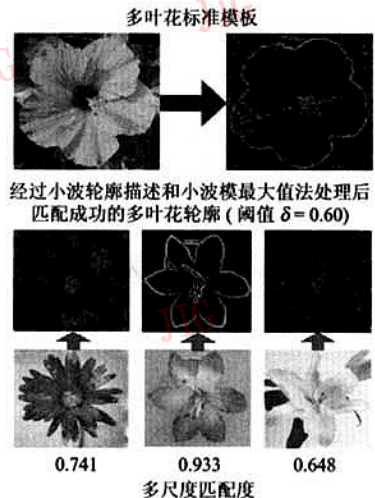 多叶花标准模板
经过小波轮廓描述和小波模最大值法处理后
匹配成功的多叶花轮廓 ( 阈值 δ = 0.60)
JIG
0.741 0.933 0.648
多尺度匹配度